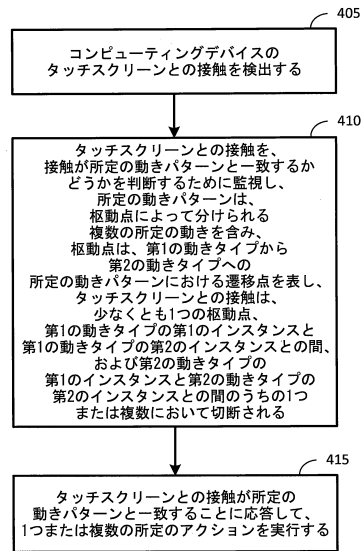 405
コンピューティングデバイスの
タッチスクリーンとの接触を検出する
410
タッチスクリーンとの接触を、
接触が所定の動きパターンと一致するか
どうかを判断するために監視し、
所定の動きパターンは、
枢動点によって分けられる
複数の所定の動きを含み、
枢動点は、第1の動きタイプから
第2の動きタイプへの
所定の動きパターンにおける遷移点を表し、
タッチスクリーンとの接触は、
少なくとも1つの枢動点、
第1の動きタイプの第1のインスタンスと
第1の動きタイプの第2のインスタンスとの間、
および第2の動きタイプの
第1のインスタンスと第2の動きタイプの
第2のインスタンスとの間のうちの1つ
または複数において切断される
415
タッチスクリーンとの接触が所定の
動きパターンと一致することに応答して、
1つまたは複数の所定のアクションを実行する